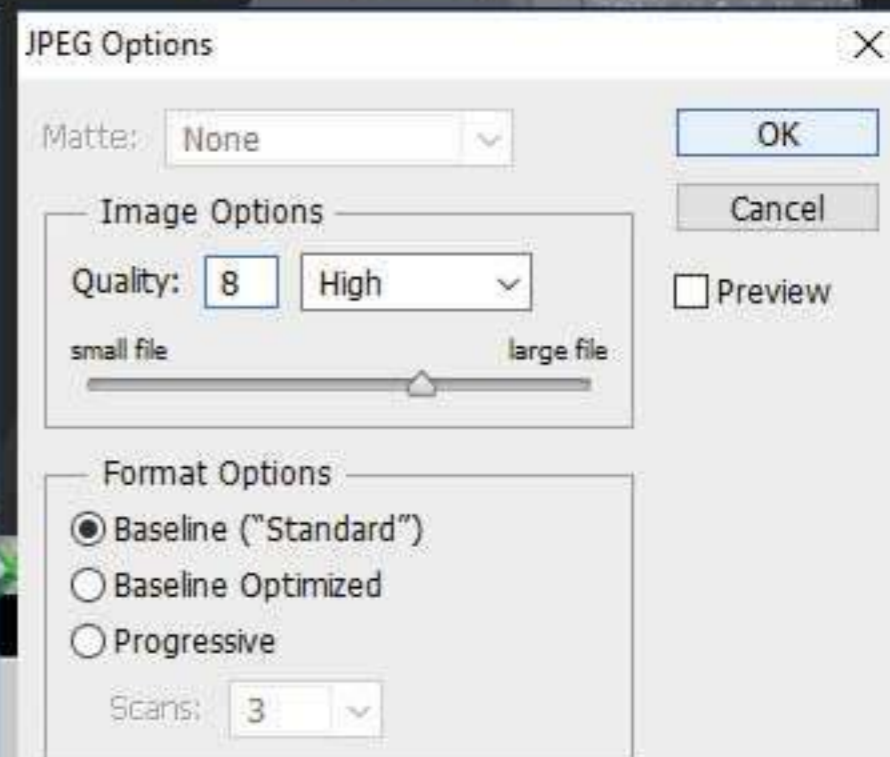 JPEG Options
Matte: None
OK
Image Options
Cancel
Quality: 8 High
Preview
small file large file
Format Options
Baseline (“Standard”)
Baseline Optimized
Progressive
Scans: 3